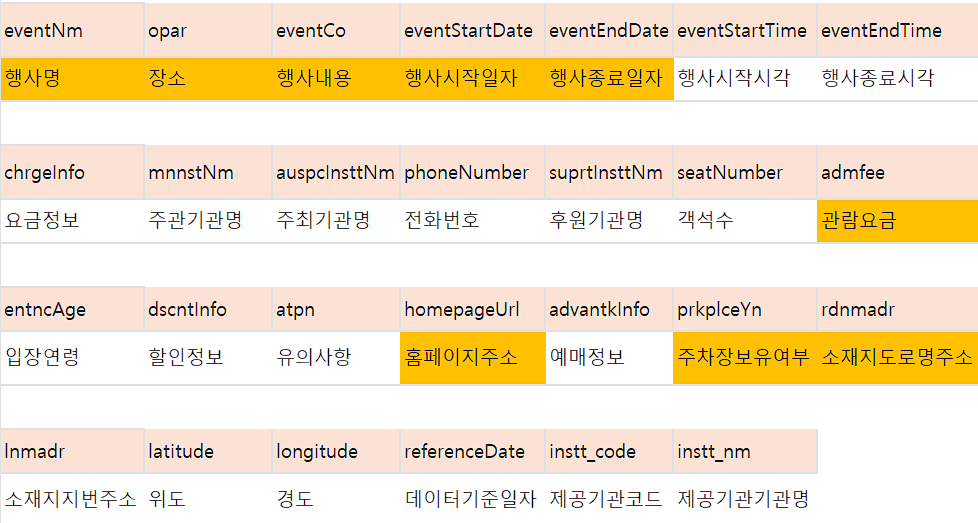 eventNm opar eventCo eventStartDate eventEndDate eventStartTime eventEndTime
행사명 장소 행사내용 행사시작일자 행사종료일자 행사시작시각 행사종료시각
chrgeInfo mnnstNm auspcInsttNm phoneNumber suprtInsttNm seatNumber admfee
요금정보 주관기관명 주최기관명 전화번호 후원기관명 객석수 관람요금
entncAge dscntInfo atpn homepageUrl advantkInfo prkplceYn rdnmadr
입장연령 할인정보 유의사항 홈페이지주소 예매정보 주차장보유여부 소재지도로명주소
lnmadr latitude longitude referenceDate instt_code instt_nm
소재지지번주소 위도 경도 데이터기준일자 제공기관코드 제공기관기관명